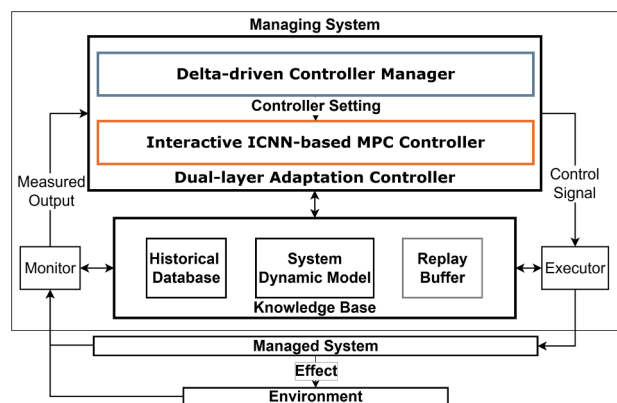 Managing System
Delta-driven Controller Manager
Controller Setting
Interactive ICNN-based MPC Controller
Dual-layer Adaptation Controller
Measured
Output
Control
Signal
Monitor
Historical
Database
System
Dynamic Model
Replay
Buffer
Knowledge Base
Executor
Managed System
Effect
Environment